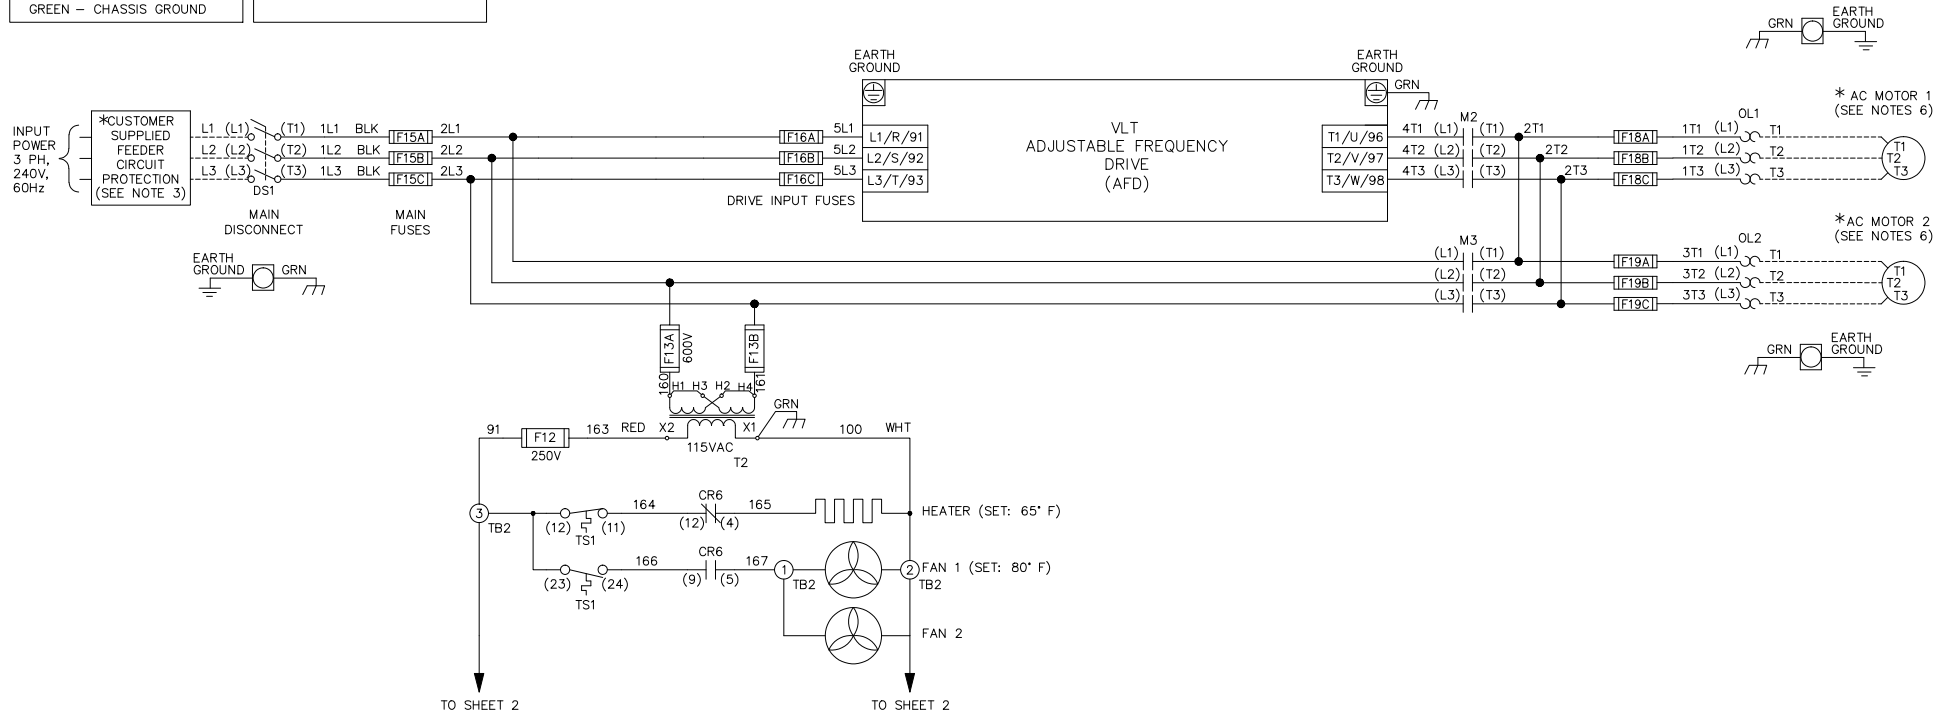 GREEN – CHASSIS GROUND
INPUT
POWER
3 PH,
240V,
60Hz
*CUSTOMER
SUPPLIED
FEEDER
CIRCUIT
PROTECTION
(SEE NOTE 3)
L1 (L1) (T1) 1L1 BLK F15A 2L1
L2 (L2) (T2) 1L2 BLK F15B 2L2
L3 (L3) (T3) 1L3 BLK F15C 2L3
DS1
MAIN
DISCONNECT
MAIN
FUSES
EARTH
GROUND
GRN
F16A 5L1
F16B 5L2
F16C 5L3
DRIVE INPUT FUSES
EARTH
GROUND
L1/R/91
L2/S/92
L3/T/93
VLT
ADJUSTABLE FREQUENCY
DRIVE
(AFD)
EARTH
GROUND
GRN
T1/U/96
T2/V/97
T3/W/98
M2
4T1 (L1) (T1) 2T1
4T2 (L2) (T2) 2T2
4T3 (L3) (T3) 2T3
OL1
F18A 1T1 (L1) T1
F18B 1T2 (L2) T2
F18C 1T3 (L3) T3
GRN
EARTH
GROUND
* AC MOTOR 1
(SEE NOTES 6)
T1
T2
T3
M3
(L1) (T1)
(L2) (T2)
(L3) (T3)
OL2
F19A 3T1 (L1) T1
F19B 3T2 (L2) T2
F19C 3T3 (L3) T3
*AC MOTOR 2
(SEE NOTES 6)
T1
T2
T3
GRN
EARTH
GROUND
F13A
600V
F13B
160
161
H1 H3 H2 H4
GRN
91 F12 163 RED X2 X1 100 WHT
250V
115VAC
T2
3
TB2
(12) (11)
TS1
164
CR6
(12) (4)
165
HEATER (SET: 65° F)
(23) (24)
TS1
166
CR6
(9) (5)
167
1
TB2
2
TB2
FAN 1 (SET: 80° F)
FAN 2
TO SHEET 2
TO SHEET 2